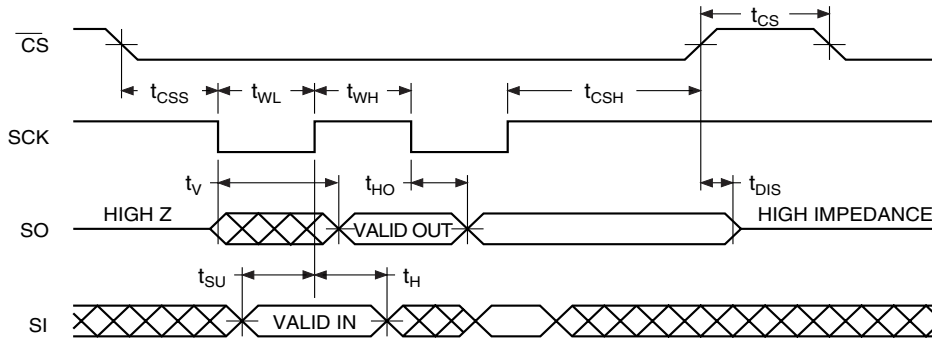 t_CS
CS
t_CSS t_WL t_WH t_CSH
SCK
t_V t_HO t_DIS
HIGH Z VALID OUT HIGH IMPEDANCE
SO
t_SU t_H
SI VALID IN